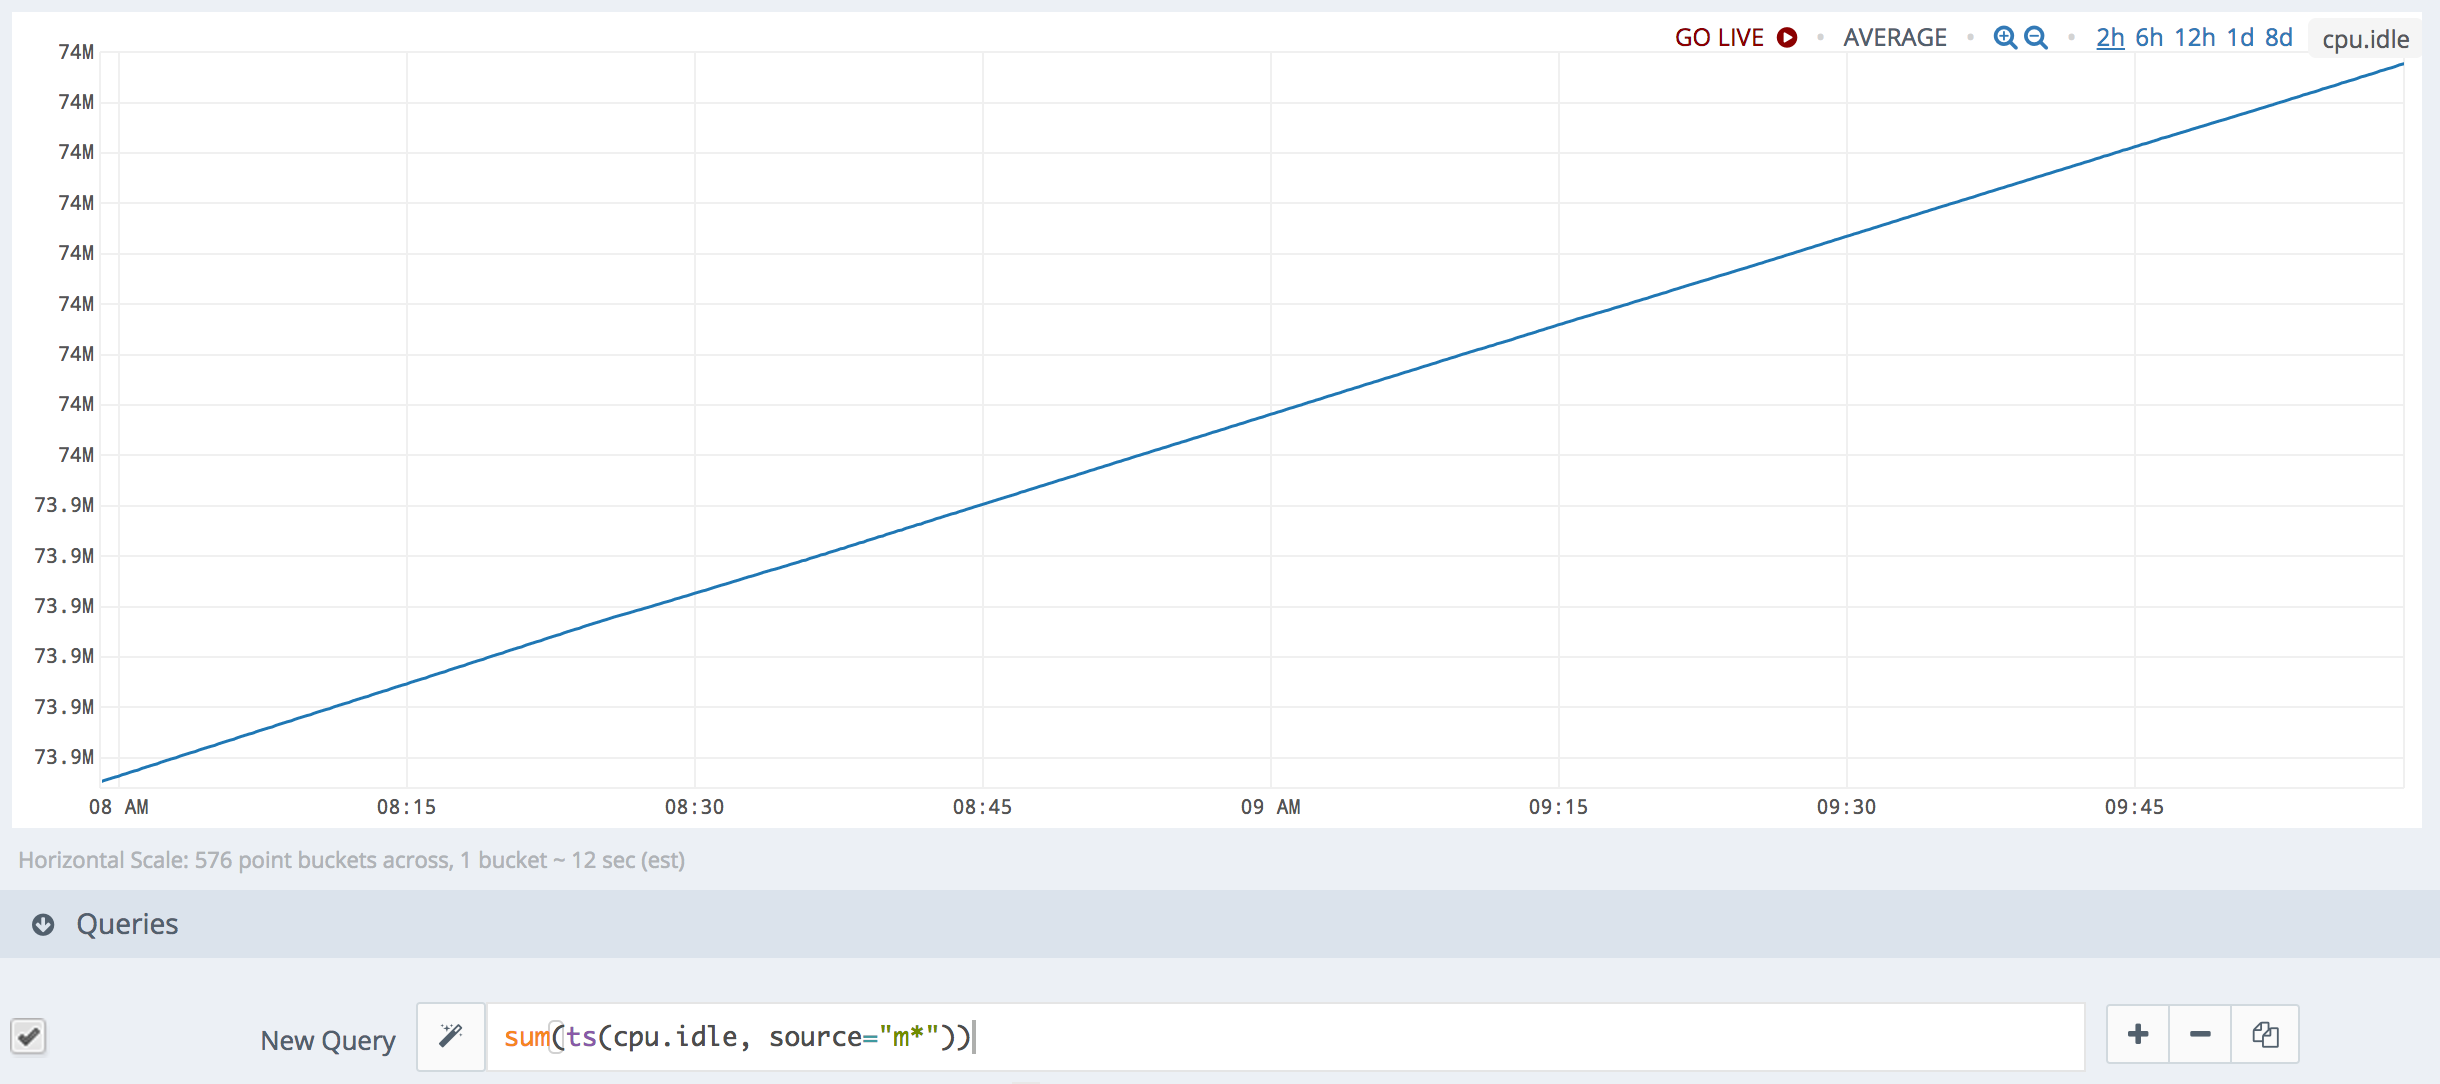 GO LIVE • AVERAGE • • 2h 6h 12h 1d 8d cpu.idle
74M
74M
74M
74M
74M
74M
74M
74M
74M
73.9M
73.9M
73.9M
73.9M
73.9M
73.9M
08 AM 08:15 08:30 08:45 09 AM 09:15 09:30 09:45
Horizontal Scale: 576 point buckets across, 1 bucket ~ 12 sec (est)
Queries
New Query sum(ts(cpu.idle, source="m*"))